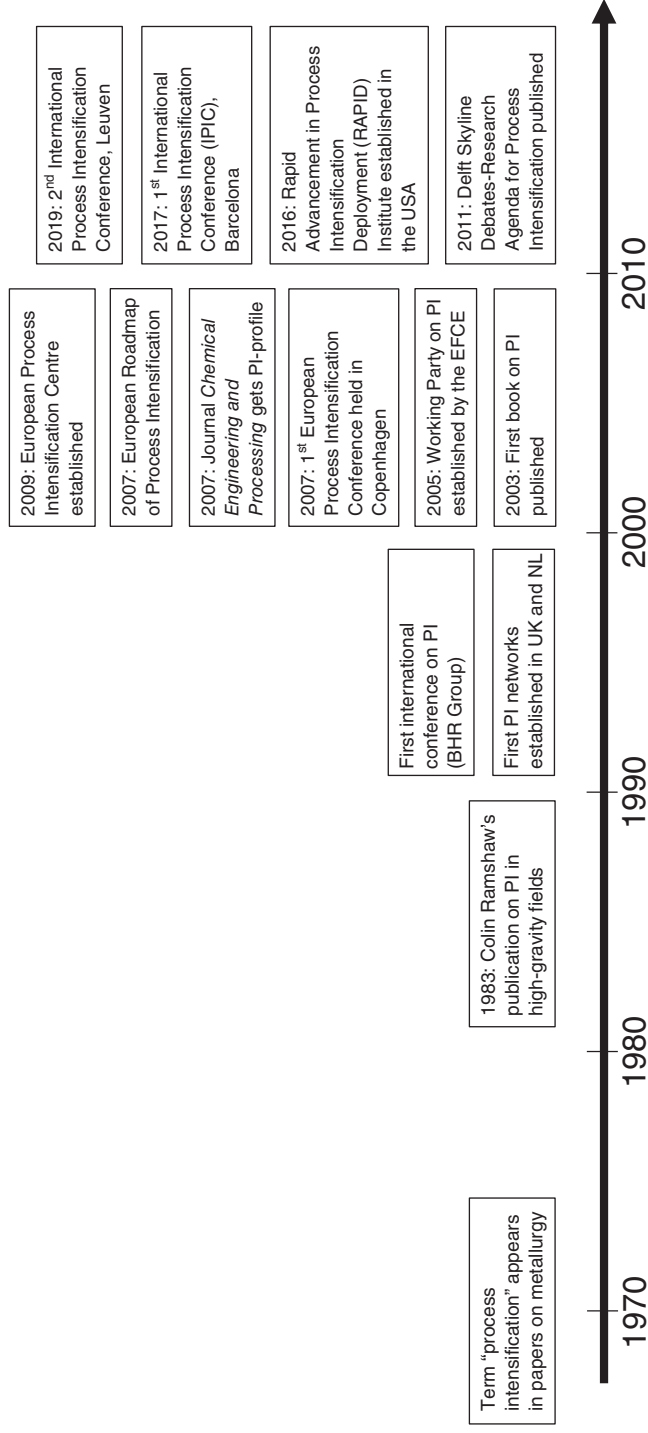 Term “process
intensification” appears
in papers on metallurgy
1983: Colin Ramshaw’s
publication on PI in
high-gravity fields
First international
conference on PI
(BHR Group)
First PI networks
established in UK and NL
2009: European Process
Intensification Centre
established
2007: European Roadmap
of Process Intensification
2007: Journal Chemical
Engineering and
Processing gets PI-profile
2007: 1st European
Process Intensification
Conference held in
Copenhagen
2005: Working Party on PI
established by the EFCE
2003: First book on PI
published
2019: 2nd International
Process Intensification
Conference, Leuven
2017: 1st International
Process Intensification
Conference (IPIC),
Barcelona
2016: Rapid
Advancement in Process
Intensification
Deployment (RAPID)
Institute established in
the USA
2011: Delft Skyline
Debates-Research
Agenda for Process
Intensification published
1970
1980
1990
2000
2010